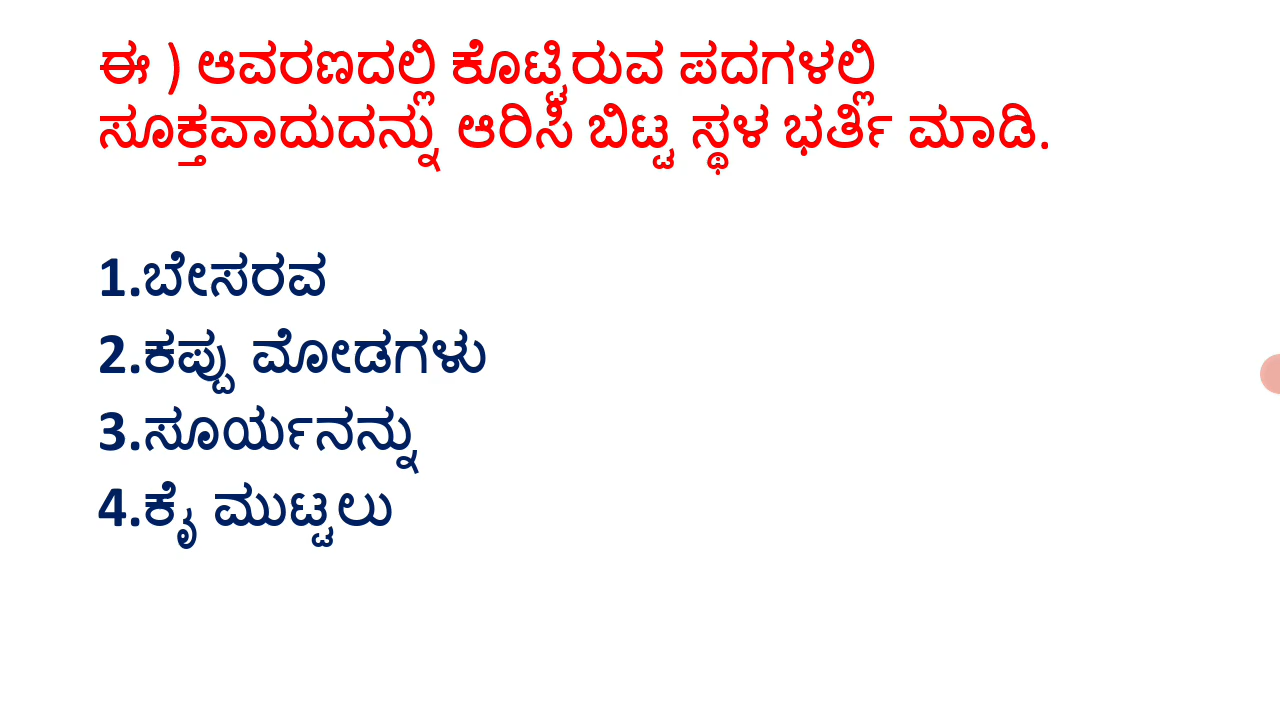 ಈ ) ಆವರಣದಲ್ಲಿ ಕೊಟ್ಟಿರುವ ಪದಗಳಲ್ಲಿ
ಸೂಕ್ತವಾದುದನ್ನು ಆರಿಸಿ ಬಿಟ್ಟ ಸ್ಥಳ ಭರ್ತಿ ಮಾಡಿ.
1.ಬೇಸರವ
2.ಕಪ್ಪು ಮೋಡಗಳು
3.ಸೂರ್ಯನನ್ನು
4.ಕೈ ಮುಟ್ಟಲು